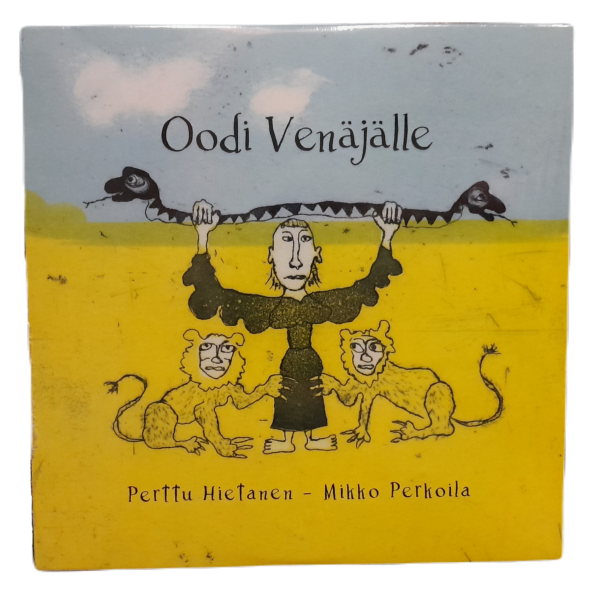 Oodi Venäjälle
Perttu Hietanen - Mikko Perkoila